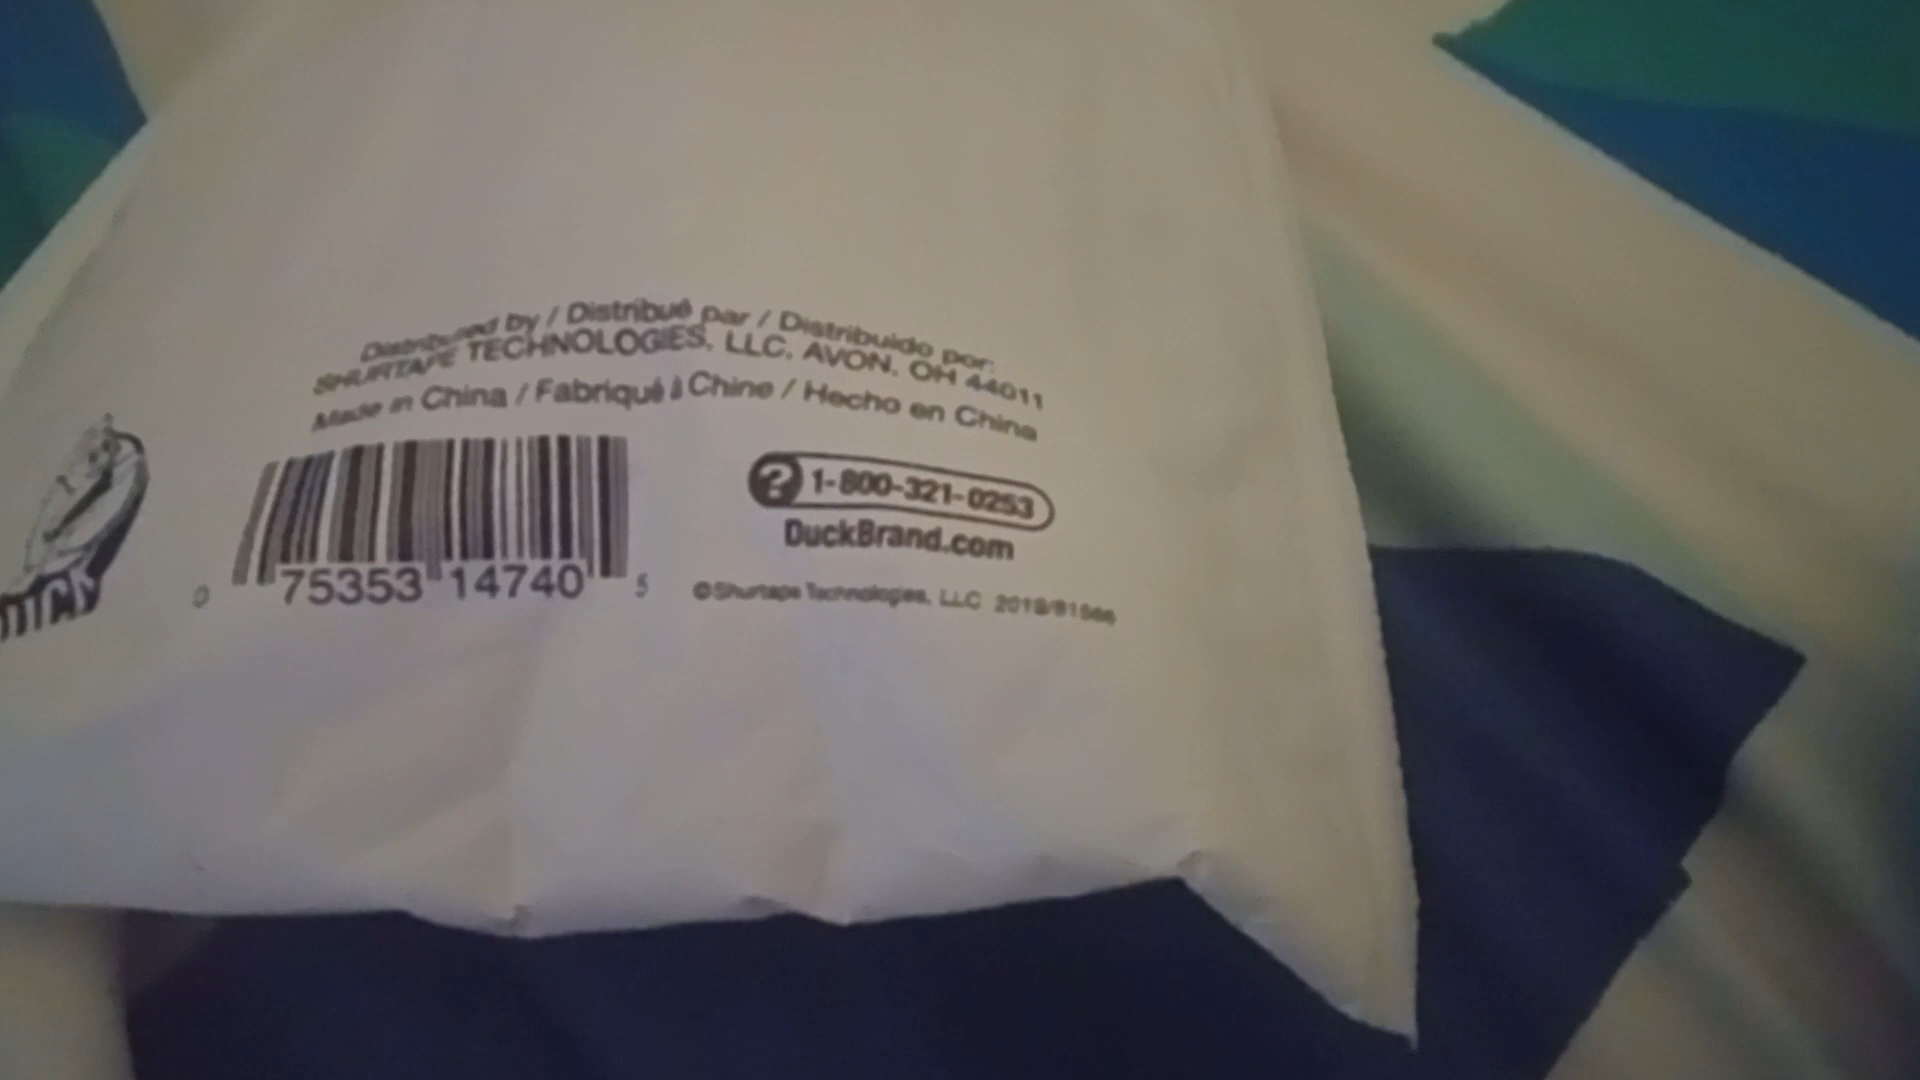 Distributed by / Distribué par / Distribuido por:
SHURTAPE TECHNOLOGIES, LLC, AVON, OH 44011
Made in China / Fabriqué à Chine / Hecho en China
? 1-800-321-0253
DuckBrand.com
0 75353 14740 5
©Shurtape Technologies, LLC